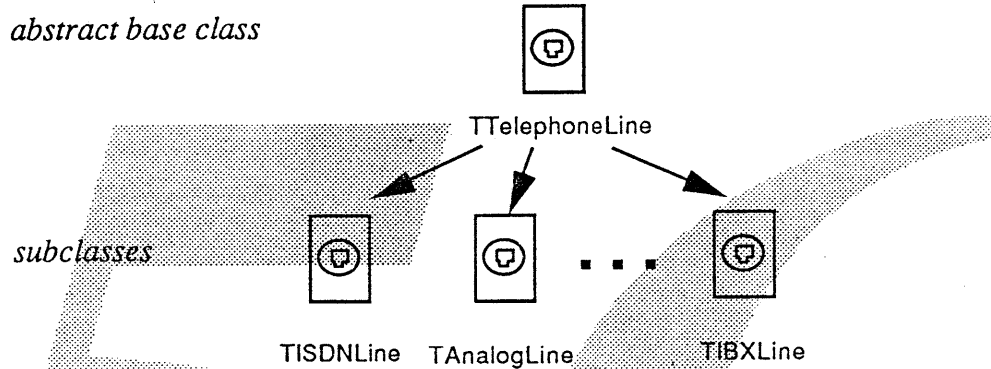 abstract base class
TTelephoneLine
subclasses
TISDNLine TAnalogLine TIBXLine